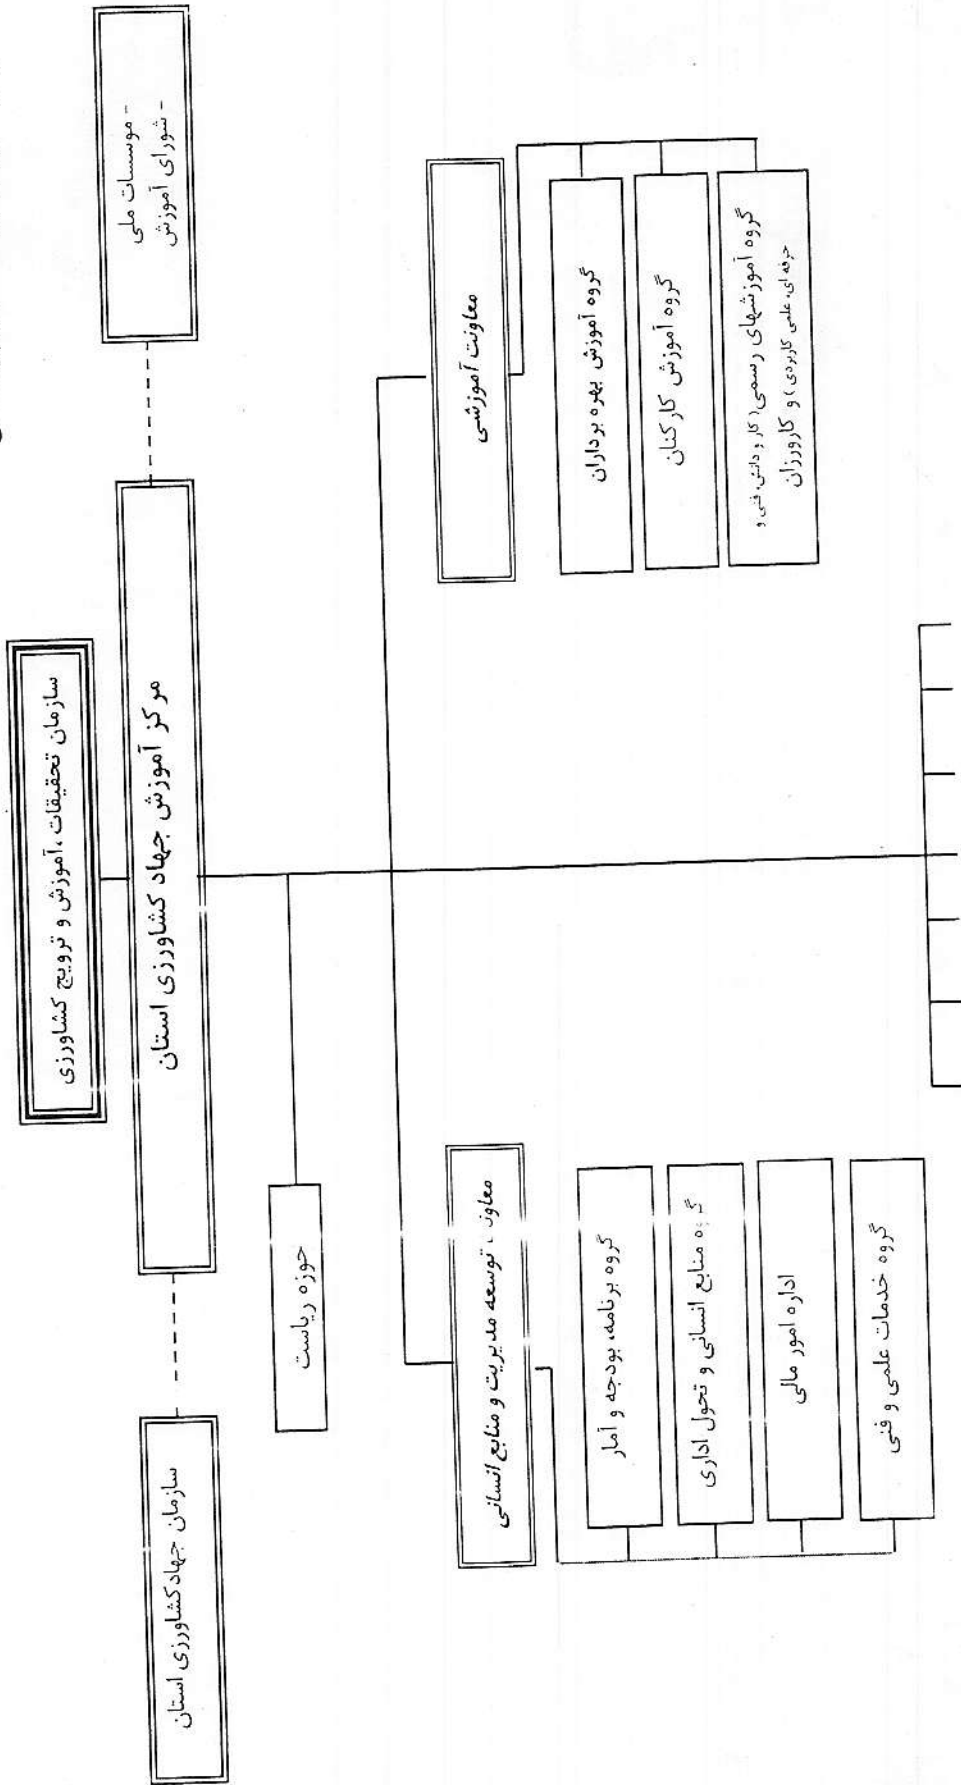 سازمان تحقیقات، آموزش و ترویج کشاورزی
- موسسات ملی
- شورای آموزش
مرکز آموزش جهاد کشاورزی استان
سازمان جهادکشاورزی استان
حوزه ریاست
معاونت آموزشی
گروه آموزش بهره برداران
گروه آموزش کارکنان
گروه آموزشهای رسمی (کار و دانش، فنی و
حرفه ای، علمی کاربردی) و کارورزان
معاون، توسعه مدیریت و منابع انسانی
گروه برنامه، بودجه و آمار
گروه منابع انسانی و تحول اداری
اداره امور مالی
گروه خدمات علمی و فنی